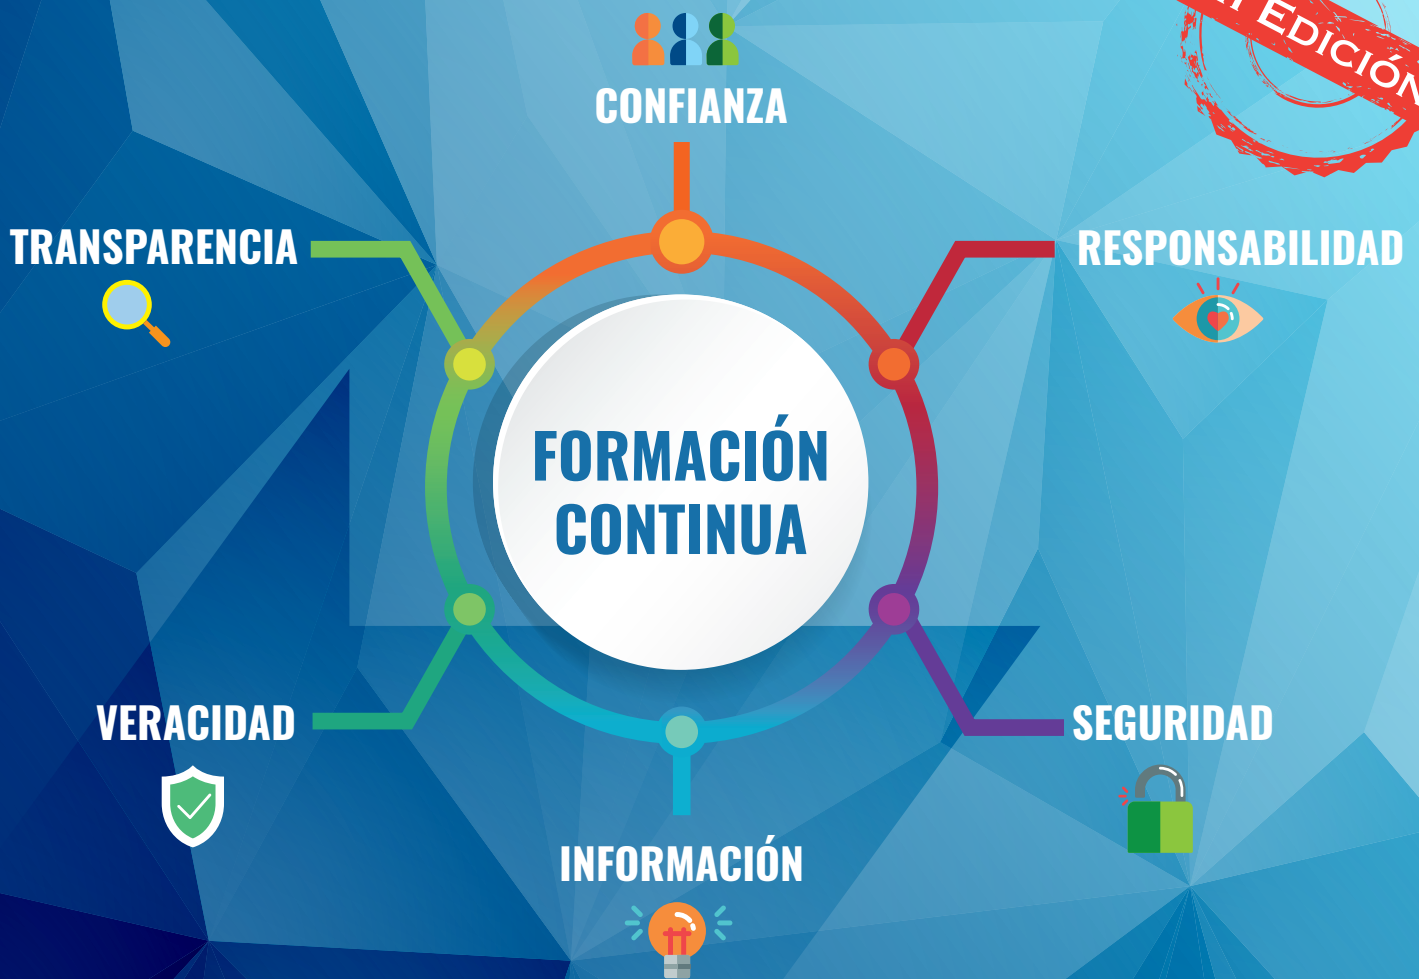 EDICIÓN
CONFIANZA
TRANSPARENCIA
RESPONSABILIDAD
FORMACIÓN
CONTINUA
VERACIDAD
SEGURIDAD
INFORMACIÓN